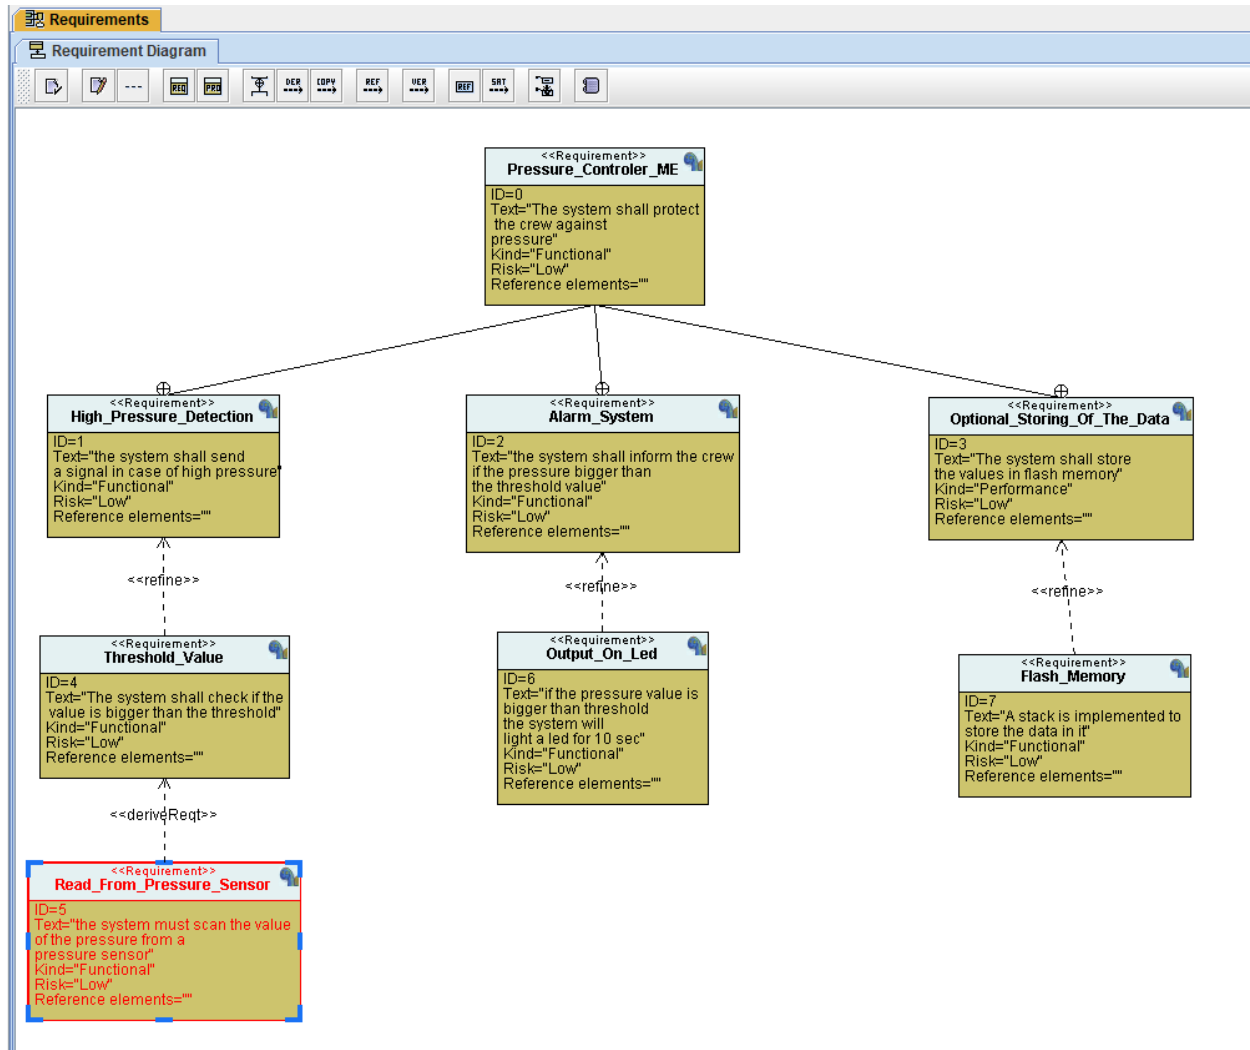 Requirements
Requirement Diagram
REQ
PRO
DER
COPY
REF
VER
REF
SAT
<<Requirement>>
Pressure_Controler_ME
ID=0
Text="The system shall protect
the crew against
pressure"
Kind="Functional"
Risk="Low"
Reference elements=""
<<Requirement>>
High_Pressure_Detection
ID=1
Text="the system shall send
a signal in case of high pressure"
Kind="Functional"
Risk="Low"
Reference elements=""
<<Requirement>>
Alarm_System
ID=2
Text="the system shall inform the crew
if the pressure bigger than
the threshold value"
Kind="Functional"
Risk="Low"
Reference elements=""
<<Requirement>>
Optional_Storing_Of_The_Data
ID=3
Text="The system shall store
the values in flash memory"
Kind="Performance"
Risk="Low"
Reference elements=""
<<refine>>
<<refine>>
<<refine>>
<<Requirement>>
Threshold_Value
ID=4
Text="The system shall check if the
value is bigger than the threshold"
Kind="Functional"
Risk="Low"
Reference elements=""
<<Requirement>>
Output_On_Led
ID=6
Text="if the pressure value is
bigger than threshold
the system will
light a led for 10 sec"
Kind="Functional"
Risk="Low"
Reference elements=""
<<Requirement>>
Flash_Memory
ID=7
Text="A stack is implemented to
store the data in it"
Kind="Functional"
Risk="Low"
Reference elements=""
<<deriveReqt>>
<<Requirement>>
Read_From_Pressure_Sensor
ID=5
Text="the system must scan the value
of the pressure from a
pressure sensor"
Kind="Functional"
Risk="Low"
Reference elements=""